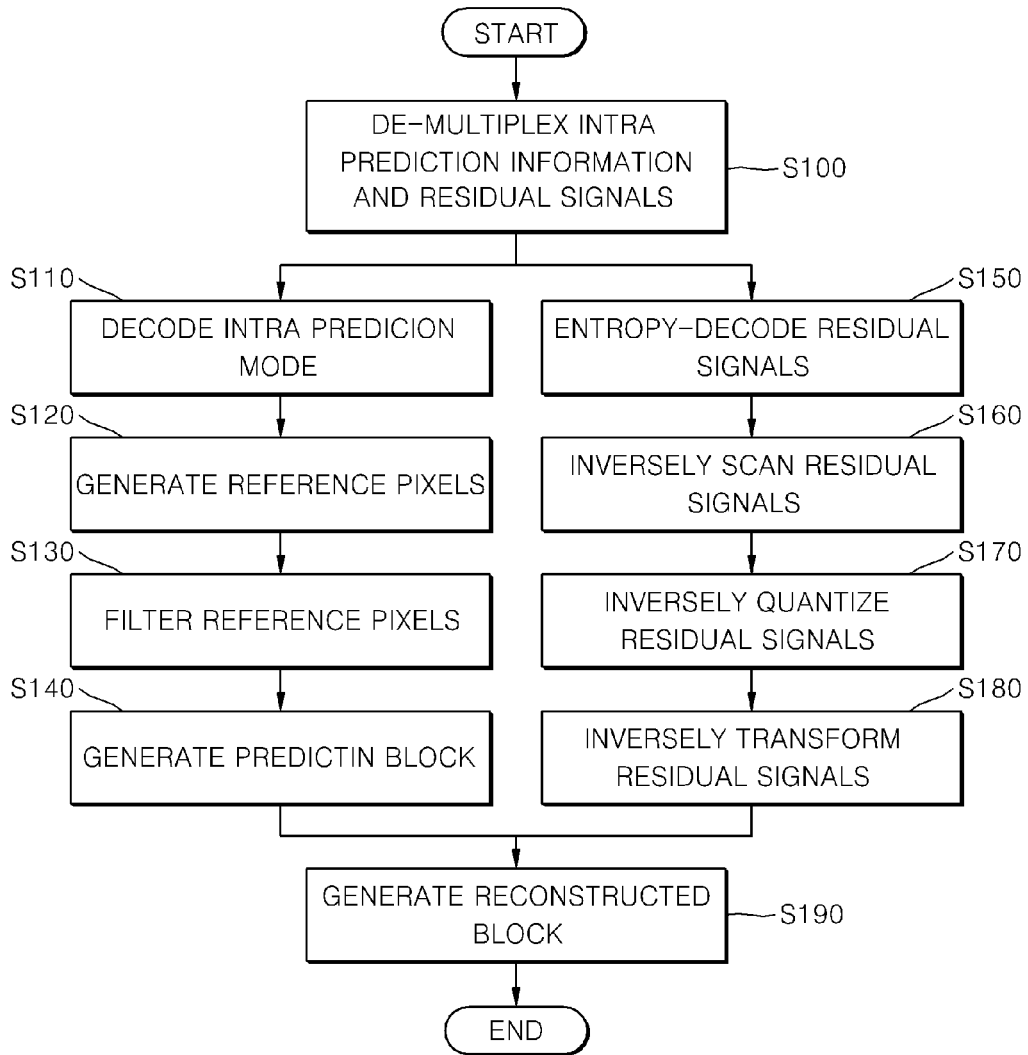 START
DE-MULTIPLEX INTRA
PREDICTION INFORMATION
AND RESIDUAL SIGNALS
S100
S110
DECODE INTRA PREDICION
MODE
S120
GENERATE REFERENCE PIXELS
S130
FILTER REFERENCE PIXELS
S140
GENERATE PREDICTIN BLOCK
S150
ENTROPY-DECODE RESIDUAL
SIGNALS
S160
INVERSELY SCAN RESIDUAL
SIGNALS
S170
INVERSELY QUANTIZE
RESIDUAL SIGNALS
S180
INVERSELY TRANSFORM
RESIDUAL SIGNALS
GENERATE RECONSTRUCTED
BLOCK
S190
END